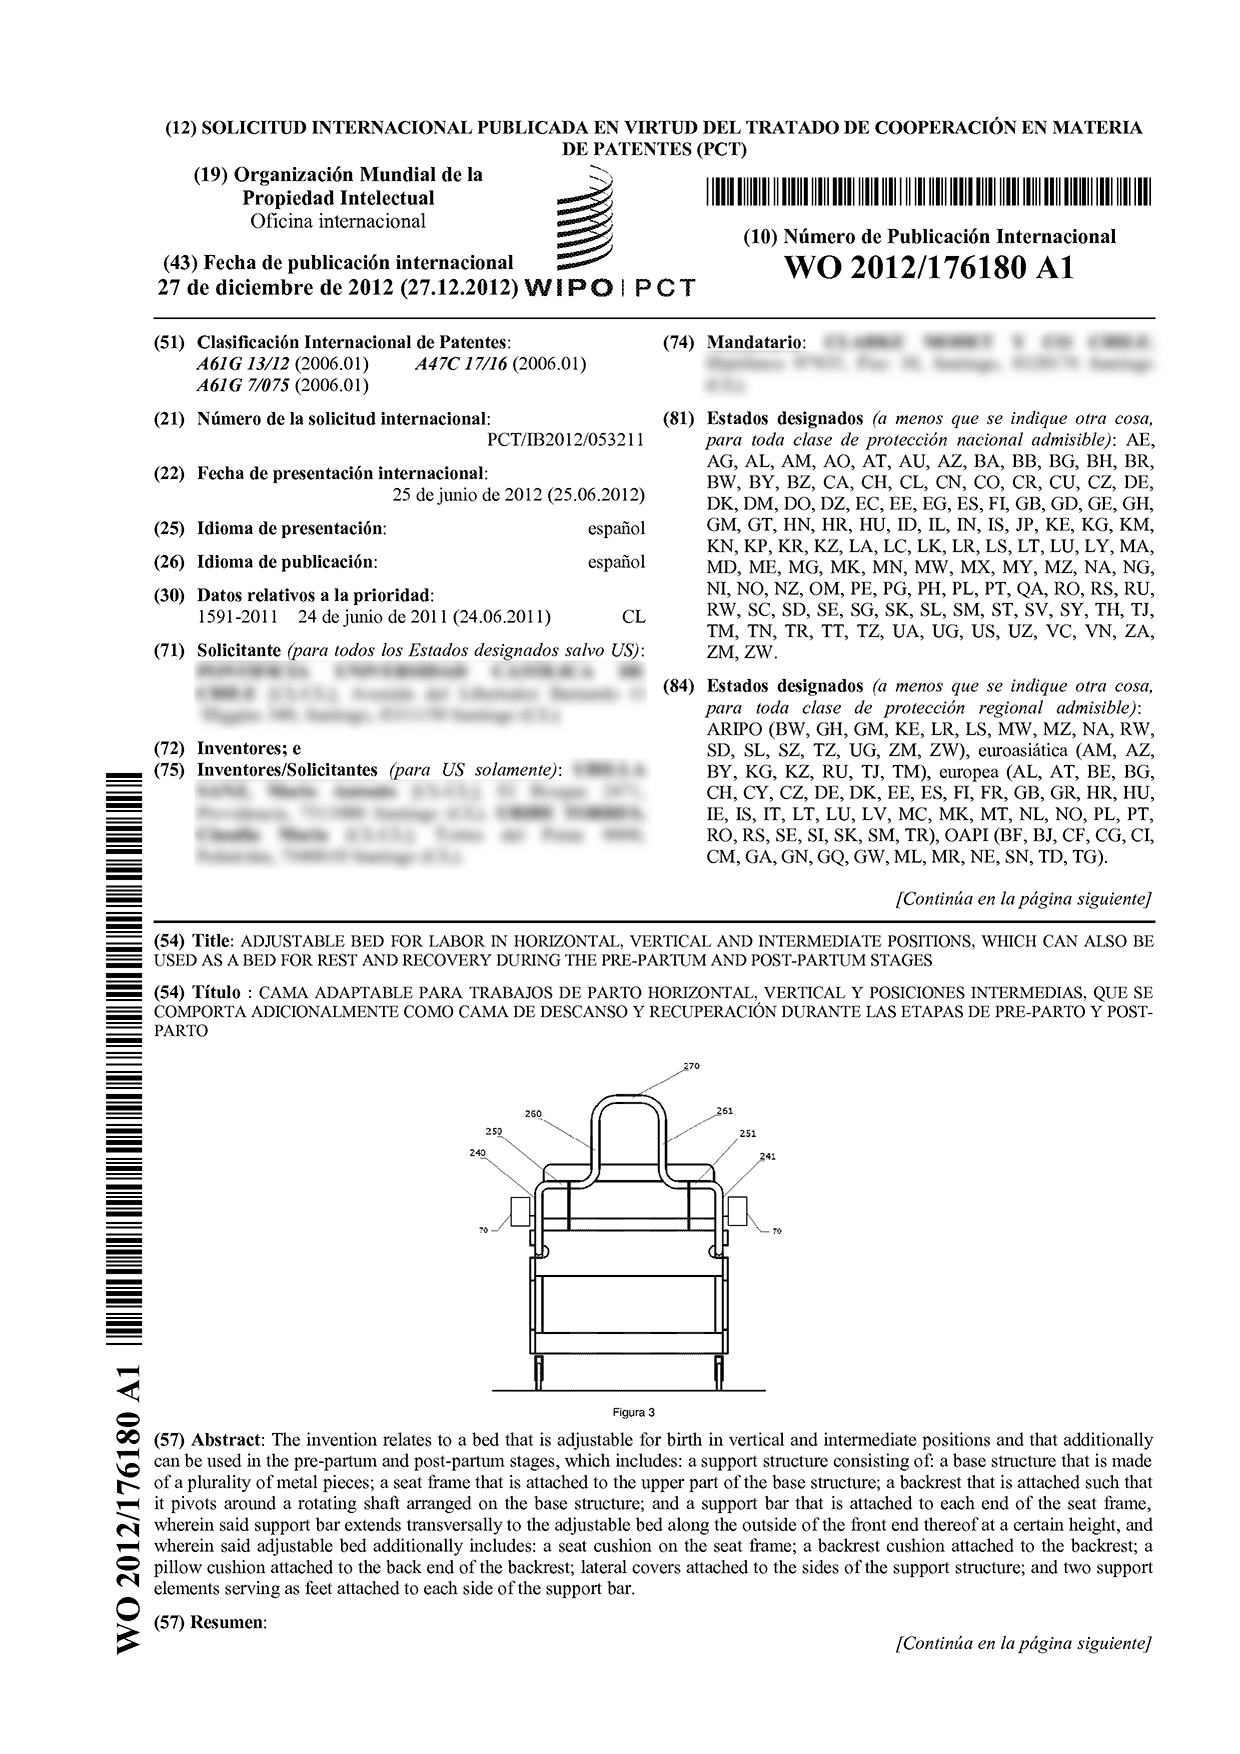 (12) SOLICITUD INTERNACIONAL PUBLICADA EN VIRTUD DEL TRATADO DE COOPERACIÓN EN MATERIA
DE PATENTES (PCT)
(19) Organización Mundial de la
Propiedad Intelectual
Oficina internacional
(43) Fecha de publicación internacional
27 de diciembre de 2012 (27.12.2012)
WIPO | PCT
(10) Número de Publicación Internacional
WO 2012/176180 A1
(51) Clasificación Internacional de Patentes:
A61G 13/12 (2006.01) A47C 17/16 (2006.01)
A61G 7/075 (2006.01)
(21) Número de la solicitud internacional:
PCT/IB2012/053211
(22) Fecha de presentación internacional:
25 de junio de 2012 (25.06.2012)
(25) Idioma de presentación: español
(26) Idioma de publicación: español
(30) Datos relativos a la prioridad:
1591-2011 24 de junio de 2011 (24.06.2011) CL
(71) Solicitante (para todos los Estados designados salvo US):
(72) Inventores; e
(75) Inventores/Solicitantes (para US solamente):
(74) Mandatario:
(81) Estados designados (a menos que se indique otra cosa,
para toda clase de protección nacional admisible): AE,
AG, AL, AM, AO, AT, AU, AZ, BA, BB, BG, BH, BR,
BW, BY, BZ, CA, CH, CL, CN, CO, CR, CU, CZ, DE,
DK, DM, DO, DZ, EC, EE, EG, ES, FI, GB, GD, GE, GH,
GM, GT, HN, HR, HU, ID, IL, IN, IS, JP, KE, KG, KM,
KN, KP, KR, KZ, LA, LC, LK, LR, LS, LT, LU, LY, MA,
MD, ME, MG, MK, MN, MW, MX, MY, MZ, NA, NG,
NI, NO, NZ, OM, PE, PG, PH, PL, PT, QA, RO, RS, RU,
RW, SC, SD, SE, SG, SK, SL, SM, ST, SV, SY, TH, TJ,
TM, TN, TR, TT, TZ, UA, UG, US, UZ, VC, VN, ZA,
ZM, ZW.
(84) Estados designados (a menos que se indique otra cosa,
para toda clase de protección regional admisible):
ARIPO (BW, GH, GM, KE, LR, LS, MW, MZ, NA, RW,
SD, SL, SZ, TZ, UG, ZM, ZW), euroasiática (AM, AZ,
BY, KG, KZ, RU, TJ, TM), europea (AL, AT, BE, BG,
CH, CY, CZ, DE, DK, EE, ES, FI, FR, GB, GR, HR, HU,
IE, IS, IT, LT, LU, LV, MC, MK, MT, NL, NO, PL, PT,
RO, RS, SE, SI, SK, SM, TR), OAPI (BF, BJ, CF, CG, CI,
CM, GA, GN, GQ, GW, ML, MR, NE, SN, TD, TG).
[Continúa en la página siguiente]
(54) Title: ADJUSTABLE BED FOR LABOR IN HORIZONTAL, VERTICAL AND INTERMEDIATE POSITIONS, WHICH CAN ALSO BE
USED AS A BED FOR REST AND RECOVERY DURING THE PRE-PARTUM AND POST-PARTUM STAGES
(54) Título : CAMA ADAPTABLE PARA TRABAJOS DE PARTO HORIZONTAL, VERTICAL Y POSICIONES INTERMEDIAS, QUE SE
COMPORTA ADICIONALMENTE COMO CAMA DE DESCANSO Y RECUPERACIÓN DURANTE LAS ETAPAS DE PRE-PARTO Y POST-
PARTO
270
260 261
250 251
240 241
70 70
Figura 3
(57) Abstract: The invention relates to a bed that is adjustable for birth in vertical and intermediate positions and that additionally
can be used in the pre-partum and post-partum stages, which includes: a support structure consisting of: a base structure that is made
of a plurality of metal pieces; a seat frame that is attached to the upper part of the base structure; a backrest that is attached such that
it pivots around a rotating shaft arranged on the base structure; and a support bar that is attached to each end of the seat frame,
wherein said support bar extends transversally to the adjustable bed along the outside of the front end thereof at a certain height, and
wherein said adjustable bed additionally includes: a seat cushion on the seat frame; a backrest cushion attached to the backrest; a
pillow cushion attached to the back end of the backrest; lateral covers attached to the sides of the support structure; and two support
elements serving as feet attached to each side of the support bar.
(57) Resumen:
[Continúa en la página siguiente]
WO 2012/176180 A1